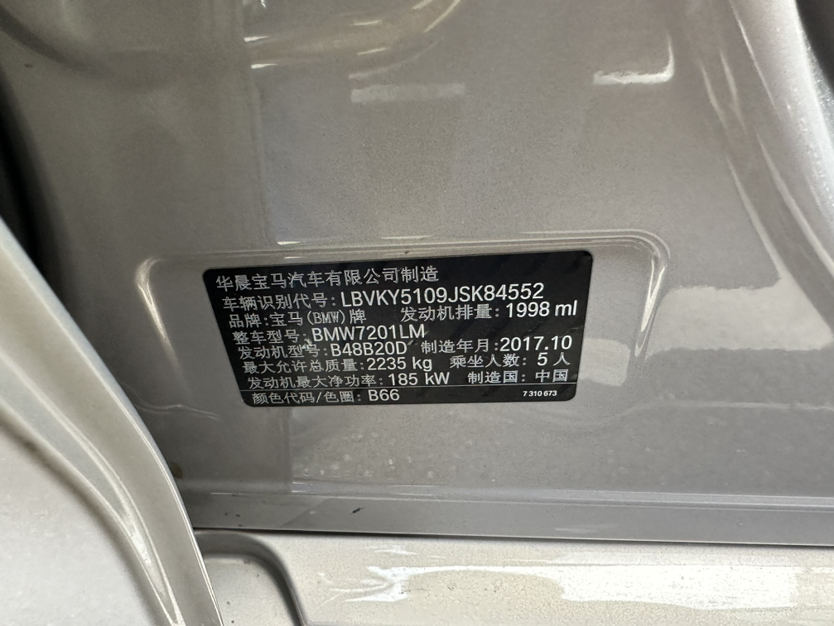 华晨宝马汽车有限公司制造
车辆识别代号: LBVKY5109JSK84552
品牌: 宝马(BMW)牌 发动机排量: 1998 ml
整车型号: BMW7201LM
发动机型号: B48B20D 制造年月: 2017.10
最大允许总质量: 2235 kg 乘坐人数: 5 人
发动机最大净功率: 185 kW 制造国: 中国
颜色代码/色圈: B66 7 310 673